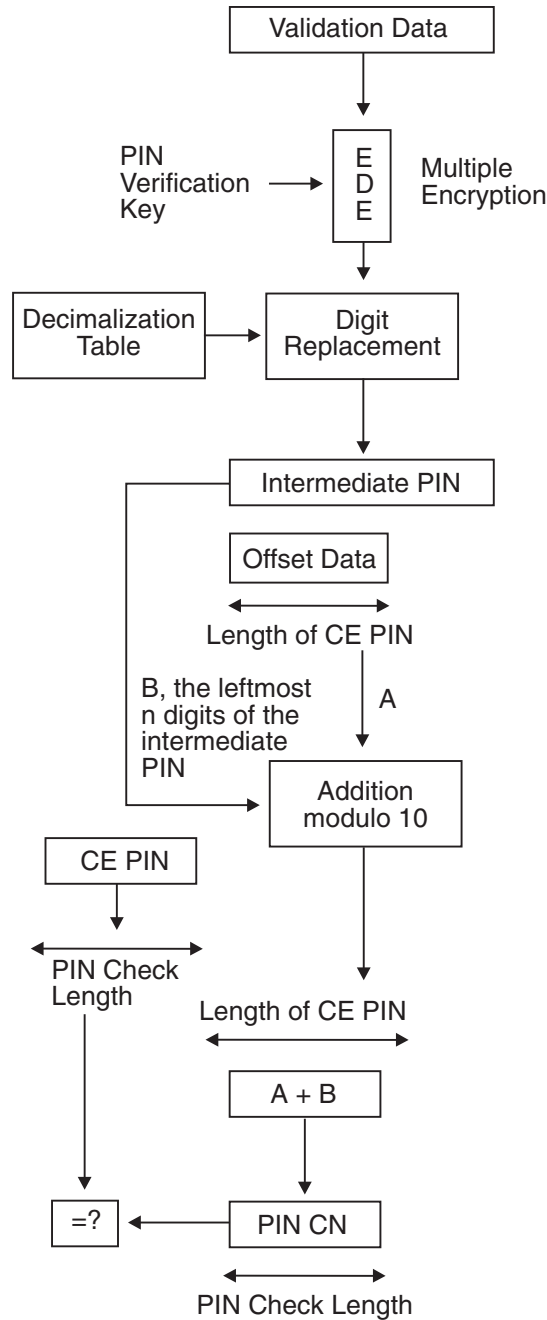 Validation Data
PIN
Verification
Key
E
D
E
Multiple
Encryption
Decimalization
Table
Digit
Replacement
Intermediate PIN
Offset Data
Length of CE PIN
B, the leftmost
n digits of the
intermediate
PIN
A
Addition
modulo 10
CE PIN
PIN Check
Length
Length of CE PIN
A + B
=?
PIN CN
PIN Check Length